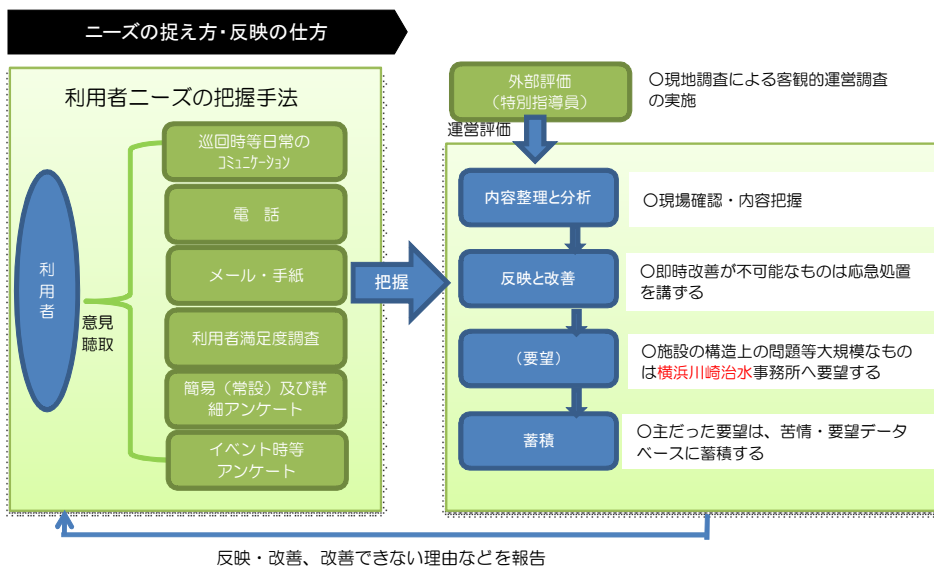 ニーズの捉え方・反映の仕方
利用者ニーズの把握手法
利用者
意見
聴取
巡回時等日常の
ｺﾐｭﾆｹｰｼｮﾝ
電　話
メール・手紙
利用者満足度調査
簡易（常設）及び詳
細アンケート
イベント時等
アンケート
把握
外部評価
（特別指導員）
〇現地調査による客観的運営調査
の実施
運営評価
内容整理と分析
〇現場確認・内容把握
反映と改善
〇即時改善が不可能なものは応急処置
を講ずる
（要望）
〇施設の構造上の問題等大規模なもの
は横浜川崎治水事務所へ要望する
蓄積
〇主だった要望は、苦情・要望データ
ベースに蓄積する
反映・改善、改善できない理由などを報告